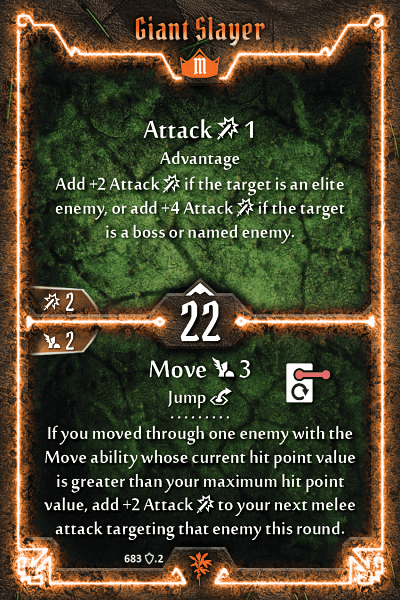 Giant Slayer
M
Attack 1
Advantage
Add +2 Attack if the target is an elite
enemy, or add +4 Attack if the target
is a boss or named enemy.
2
22
2
Move 3
Jump
If you moved through one enemy with the
Move ability whose current hit point value
is greater than your maximum hit point
value, add +2 Attack to your next melee
attack targeting that enemy this round.
683 .2